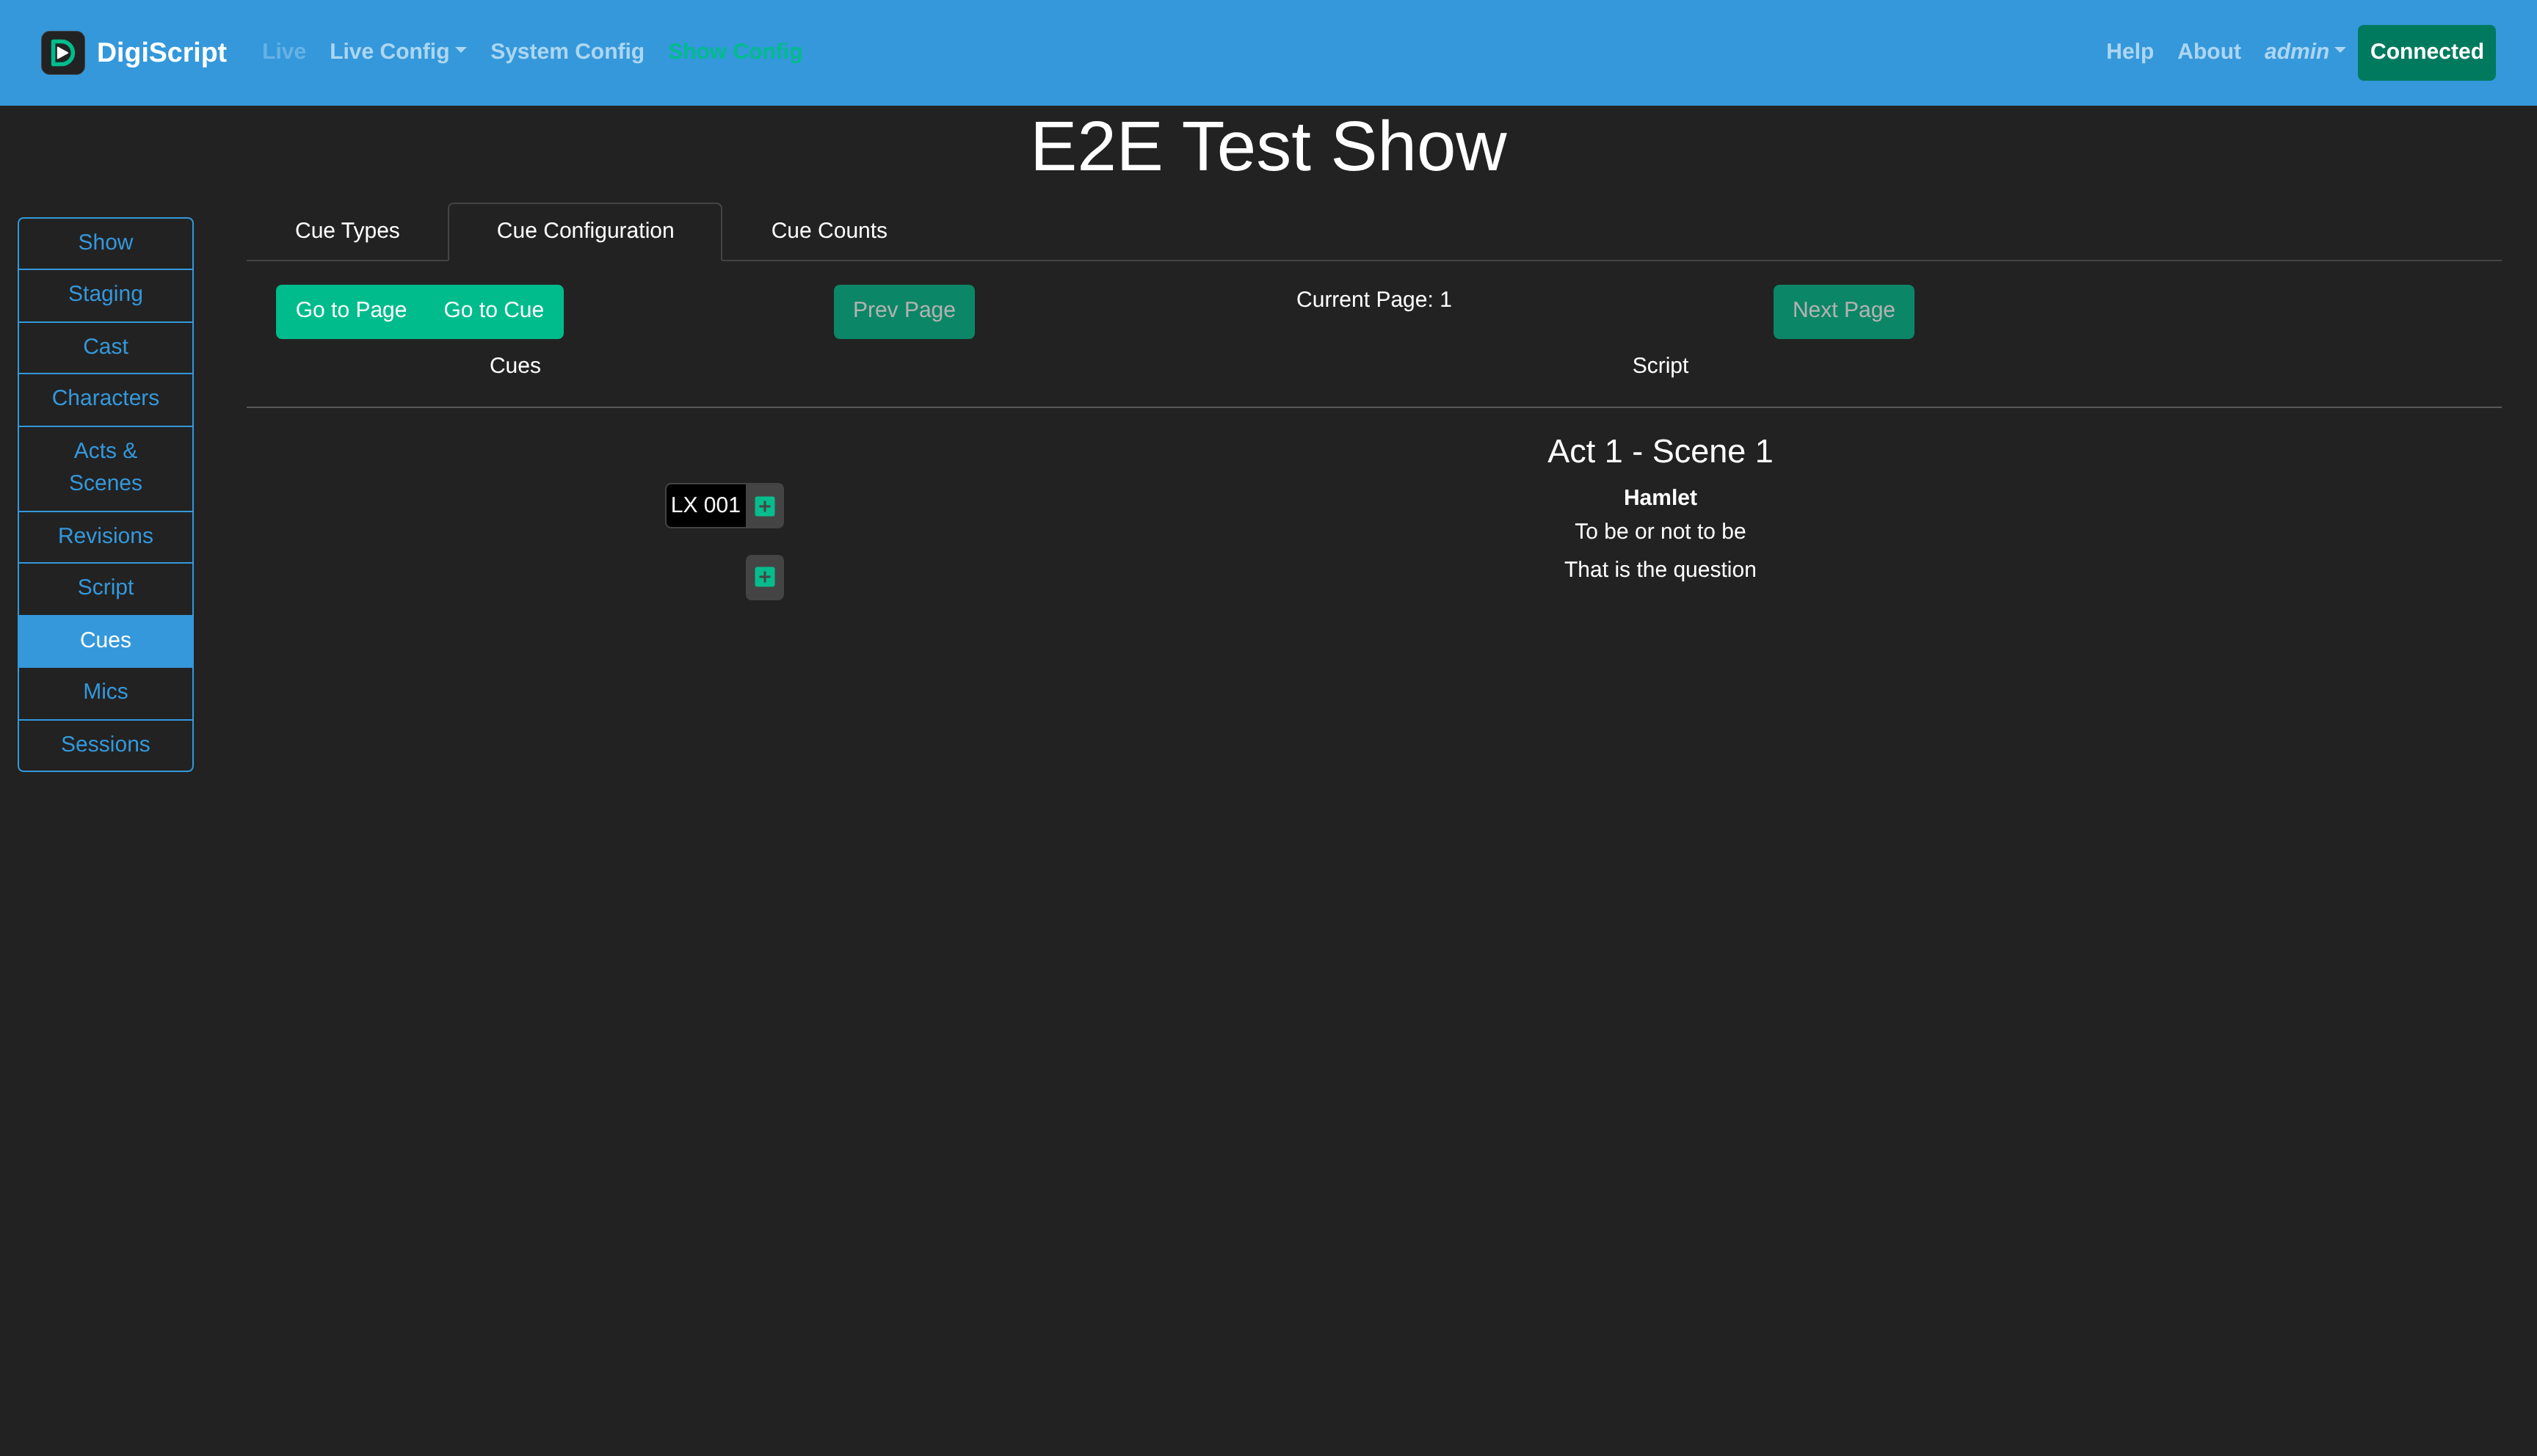 DigiScript Live Live Config System Config Show Config Help About admin Connected
E2E Test Show
Show
Staging
Cast
Characters
Acts &
Scenes
Revisions
Script
Cues
Mics
Sessions
Cue Types Cue Configuration Cue Counts
Go to Page Go to Cue Prev Page Current Page: 1 Next Page
Cues Script
Act 1 - Scene 1
LX 001
Hamlet
To be or not to be
That is the question